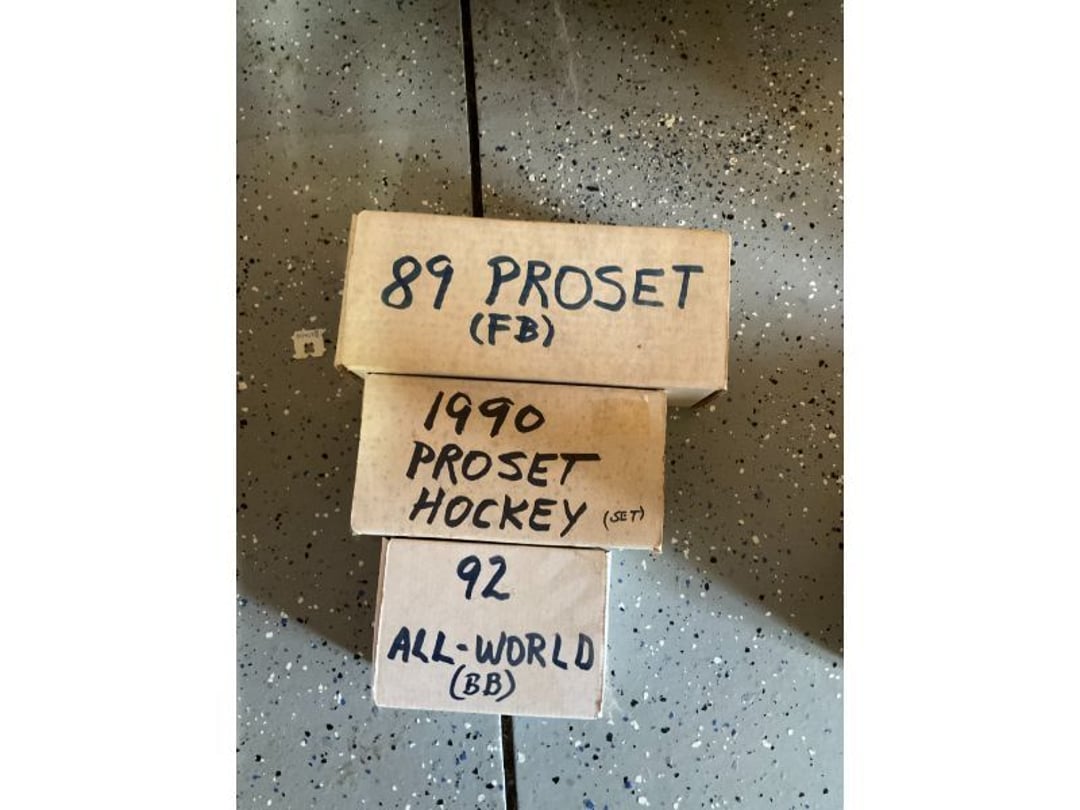 89 PROSET
(FB)
1990
PROSET
HOCKEY (SET)
92
ALL-WORLD
(BB)